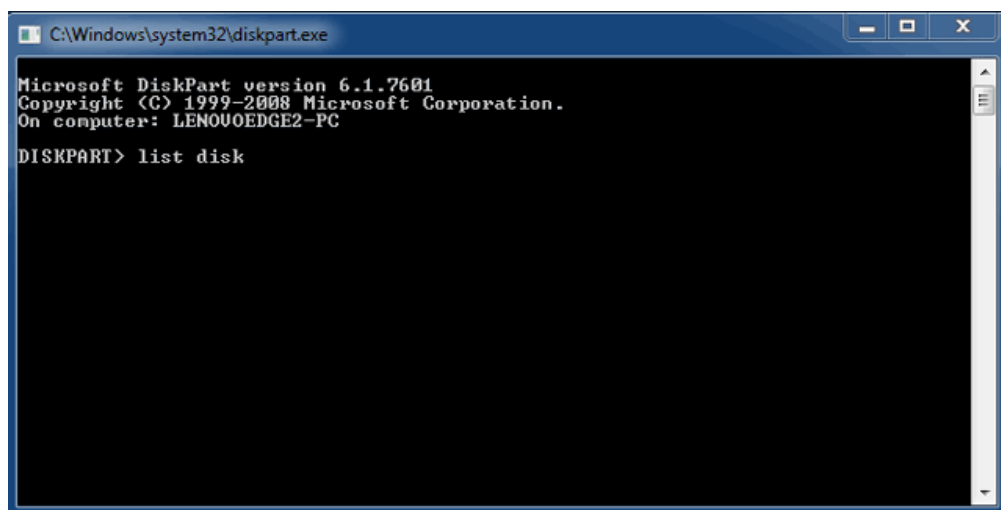 C:\Windows\system32\diskpart.exe
Microsoft DiskPart version 6.1.7601
Copyright (C) 1999-2008 Microsoft Corporation.
On computer: LENOVOEDGE2-PC
DISKPART> list disk